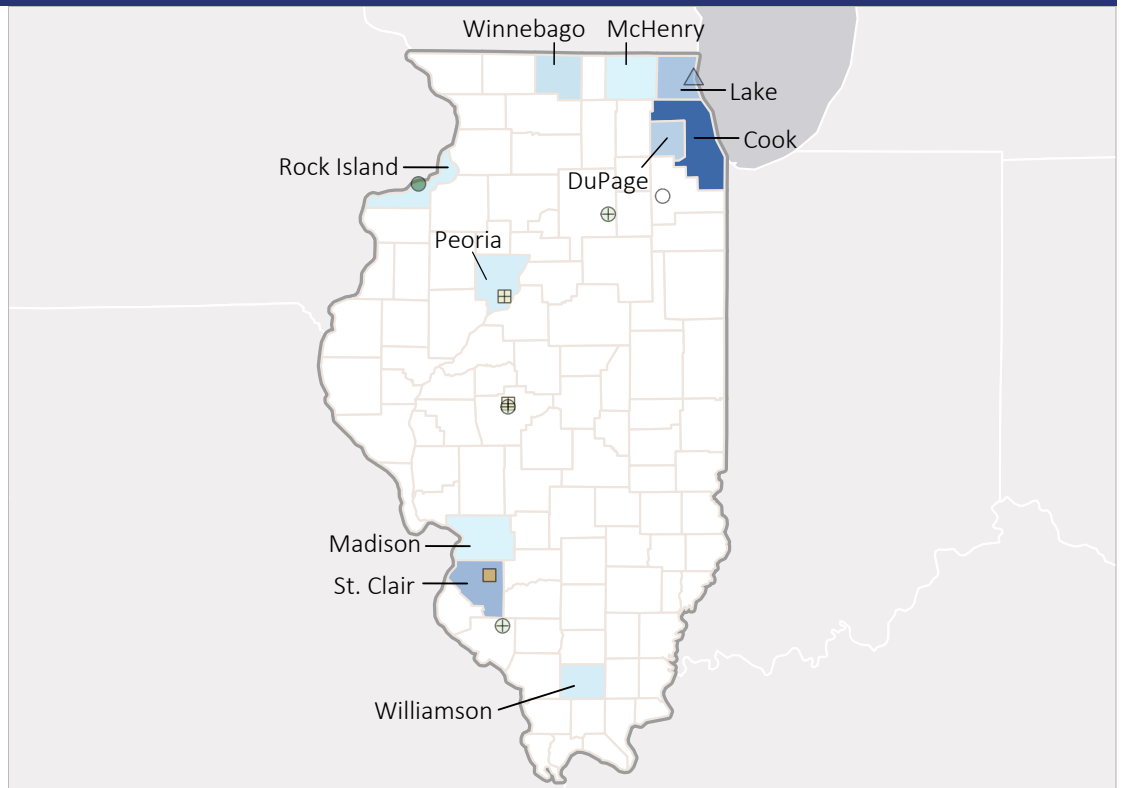 Winnebago
McHenry
Lake
Cook
Rock Island
DuPage
Peoria
Madison
St. Clair
Williamson